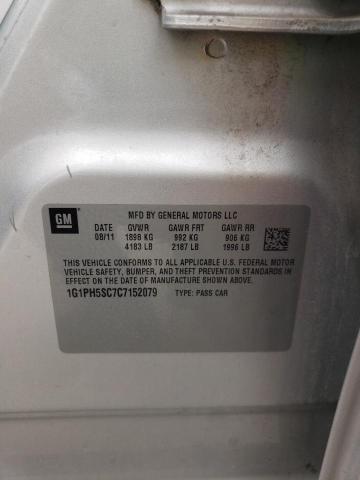 GM
MFD BY GENERAL MOTORS LLC
DATE GVWR GAWR FRT GAWR RR
08/11 1898 KG 992 KG 906 KG
4183 LB 2187 LB 1996 LB
THIS VEHICLE CONFORMS TO ALL APPLICABLE U.S. FEDERAL MOTOR
VEHICLE SAFETY, BUMPER, AND THEFT PREVENTION STANDARDS IN
EFFECT ON THE DATE OF MANUFACTURE SHOWN ABOVE.
1G1PH5SC7C7152079 TYPE: PASS CAR